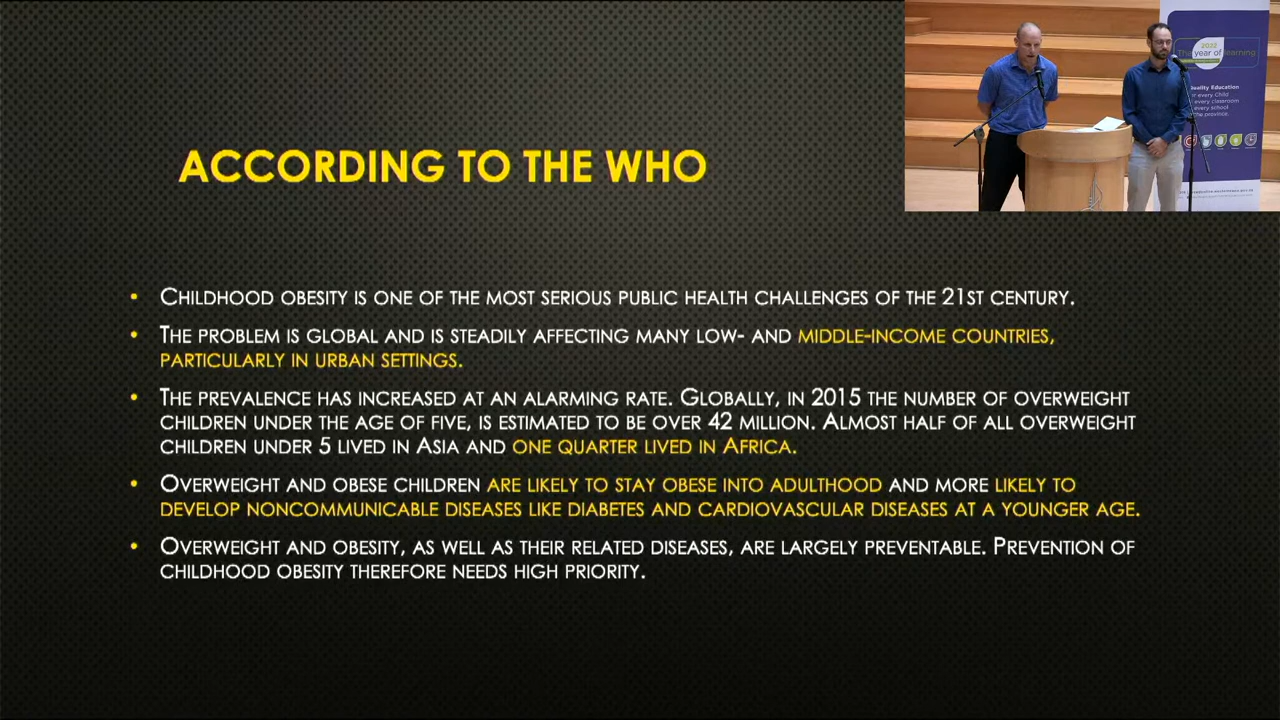 ACCORDING TO THE WHO
2022
The year of learning
Quality Education
every Child
every classroom
every school
the province.
• CHILDHOOD OBESITY IS ONE OF THE MOST SERIOUS PUBLIC HEALTH CHALLENGES OF THE 21ST CENTURY.
• THE PROBLEM IS GLOBAL AND IS STEADILY AFFECTING MANY LOW- AND MIDDLE-INCOME COUNTRIES,
PARTICULARLY IN URBAN SETTINGS.
• THE PREVALENCE HAS INCREASED AT AN ALARMING RATE. GLOBALLY, IN 2015 THE NUMBER OF OVERWEIGHT
CHILDREN UNDER THE AGE OF FIVE, IS ESTIMATED TO BE OVER 42 MILLION. ALMOST HALF OF ALL OVERWEIGHT
CHILDREN UNDER 5 LIVED IN ASIA AND ONE QUARTER LIVED IN AFRICA.
• OVERWEIGHT AND OBESE CHILDREN ARE LIKELY TO STAY OBESE INTO ADULTHOOD AND MORE LIKELY TO
DEVELOP NONCOMMUNICABLE DISEASES LIKE DIABETES AND CARDIOVASCULAR DISEASES AT A YOUNGER AGE.
• OVERWEIGHT AND OBESITY, AS WELL AS THEIR RELATED DISEASES, ARE LARGELY PREVENTABLE. PREVENTION OF
CHILDHOOD OBESITY THEREFORE NEEDS HIGH PRIORITY.